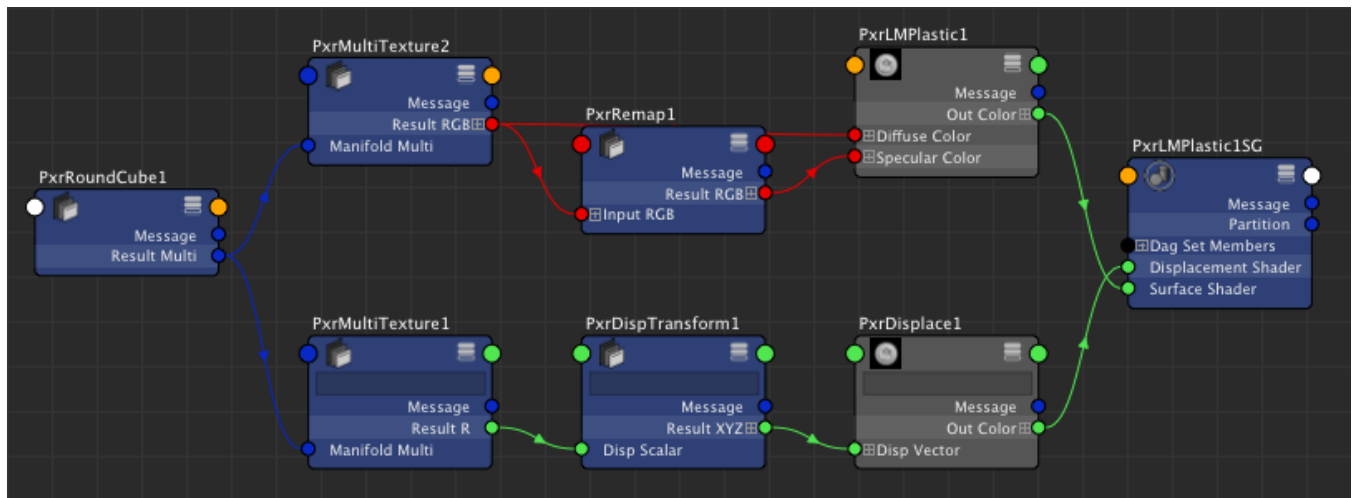 PxrRoundCube1
Message
Result Multi
PxrMultiTexture2
Message
Result RGB
Manifold Multi
PxrRemap1
Message
Result RGB
Input RGB
PxrLMPlastic1
Message
Out Color
Diffuse Color
Specular Color
PxrLMPlastic1SG
Message
Partition
Dag Set Members
Displacement Shader
Surface Shader
PxrMultiTexture1
Message
Result R
Manifold Multi
PxrDispTransform1
Message
Result XYZ
Disp Scalar
PxrDisplace1
Message
Out Color
Disp Vector